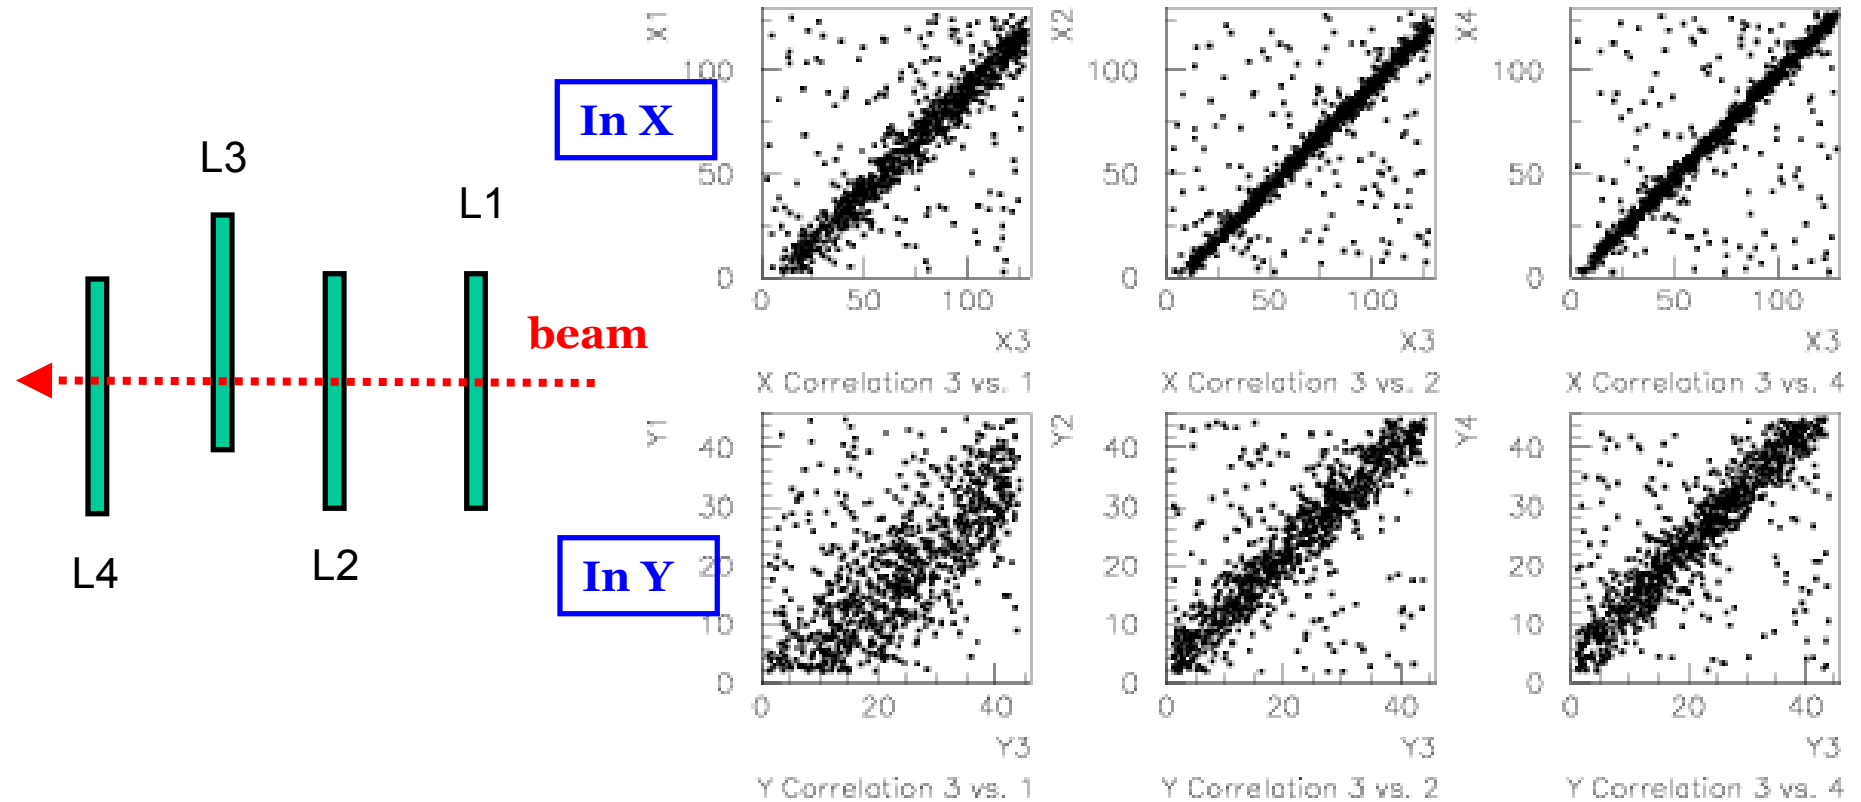 L3
L1
beam
L4
L2
In X
X1
100
50
0
0
50
100
X3
X Correlation 3 vs. 1
X2
100
50
0
0
50
100
X3
X Correlation 3 vs. 2
X4
100
50
0
0
50
100
X3
X Correlation 3 vs. 4
In Y
Y1
40
30
20
10
0
0
20
40
Y3
Y Correlation 3 vs. 1
Y2
40
30
20
10
0
0
20
40
Y3
Y Correlation 3 vs. 2
Y4
40
30
20
10
0
0
20
40
Y3
Y Correlation 3 vs. 4